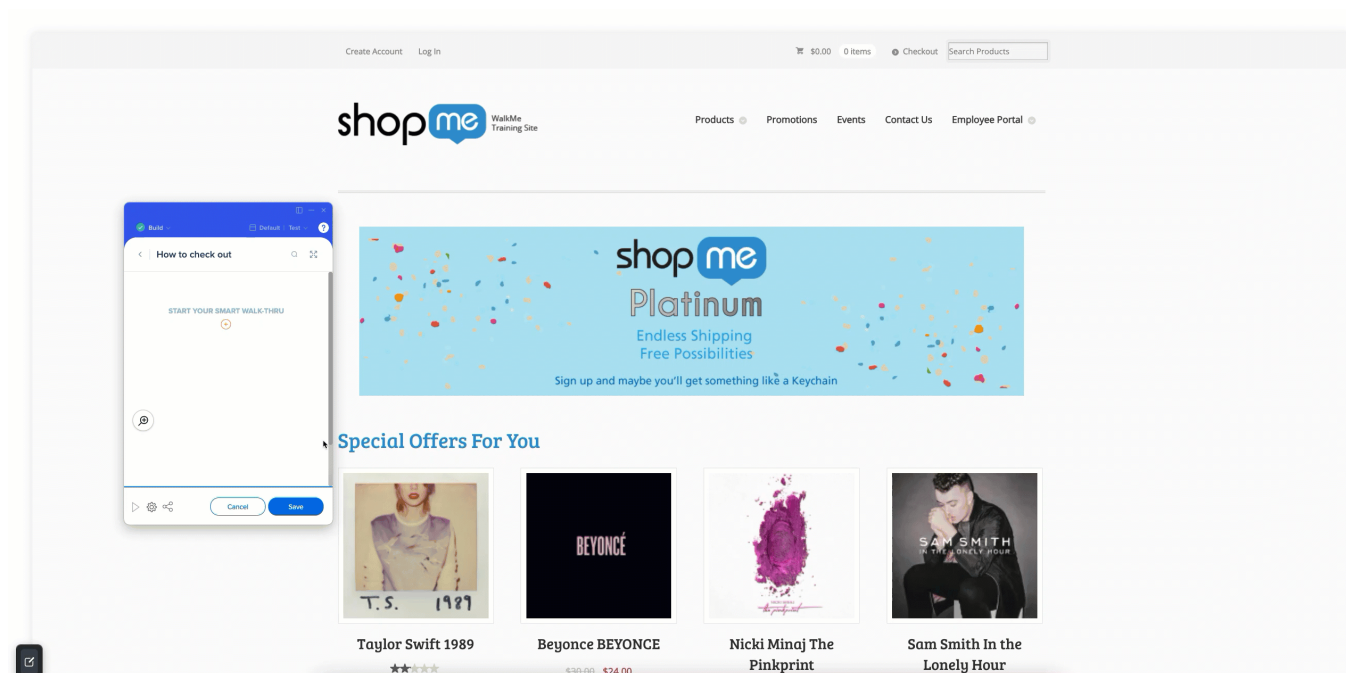 Create Account Log In $0.00 0 items Checkout Search Products
shop me WalkMe
Training Site
Products Promotions Events Contact Us Employee Portal
Build Default Test ?
How to check out
START YOUR SMART WALK-THRU
Cancel Save
shop me
Platinum
Endless Shipping
Free Possibilities
Sign up and maybe you'll get something like a Keychain
Special Offers For You
T. S. 1989
BEYONCÉ
the pinkprint
SAM SMITH
IN THE LONELY HOUR
Taylor Swift 1989
Beyonce BEYONCE
$30.00 $24.00
Nicki Minaj The
Pinkprint
Sam Smith In the
Lonely Hour